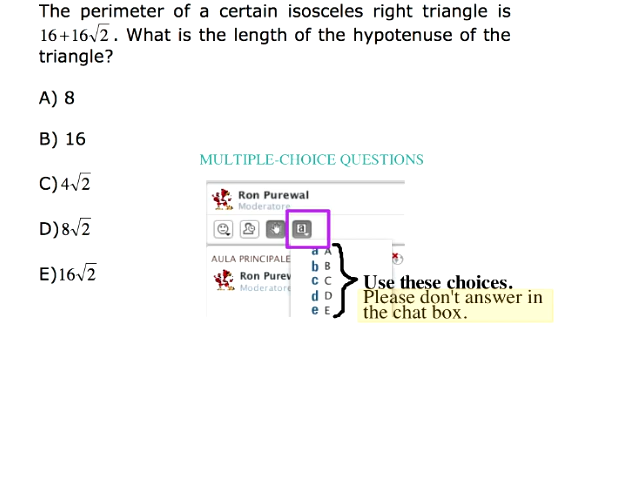 The perimeter of a certain isosceles right triangle is
16+16√2. What is the length of the hypotenuse of the
triangle?
A) 8
B) 16
MULTIPLE-CHOICE QUESTIONS
C) 4√2
Ron Purewal
Moderatore
D) 8√2
AULA PRINCIPALE
E) 16√2
Ron Purew
Moderatore
a A
b B
c C
d D
e E
Use these choices.
Please don't answer in
the chat box.